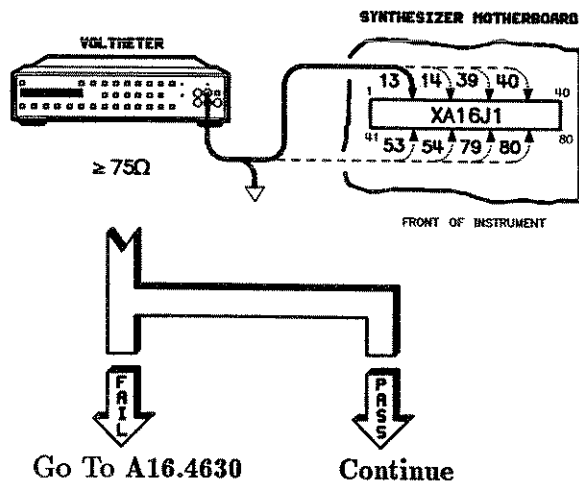 SYNTHESIZER MOTHERBOARD
VOLTMETER
13 14 39 40
1 40
XA16J1
41 80
53 54 79 80
≥ 75Ω
FRONT OF INSTRUMENT
FAIL
PASS
Go To A16.4630
Continue